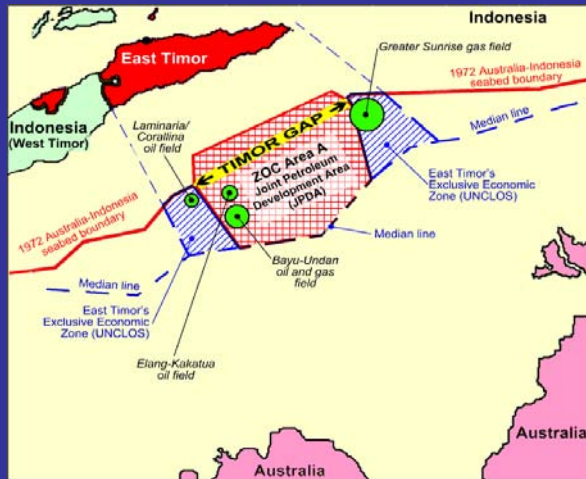 Indonesia
Greater Sunrise gas field
East Timor
1972 Australia-Indonesia
seabed boundary
Laminaria/
Corallina
oil field
Indonesia
(West Timor)
TIMOR GAP
ZOC Area A
Joint Petroleum
Development Area
(JPDA)
East Timor's
Exclusive Economic
Zone (UNCLOS)
1972 Australia-Indonesia
seabed boundary
Median line
Median line
Median line
Bayu-Undan
oil and gas
field
East Timor's
Exclusive Economic
Zone (UNCLOS)
Elang-Kakatua
oil field
Australia
Australia